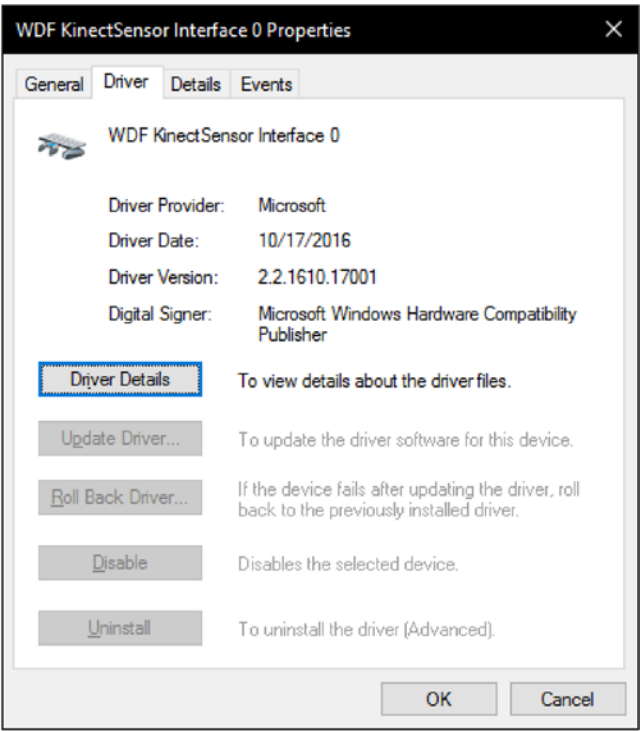 WDF KinectSensor Interface 0 Properties
General Driver Details Events
WDF KinectSensor Interface 0
Driver Provider: Microsoft
Driver Date: 10/17/2016
Driver Version: 2.2.1610.17001
Digital Signer: Microsoft Windows Hardware Compatibility
Publisher
Driver Details To view details about the driver files.
Update Driver... To update the driver software for this device.
Roll Back Driver... If the device fails after updating the driver, roll
back to the previously installed driver.
Disable Disables the selected device.
Uninstall To uninstall the driver (Advanced).
OK Cancel